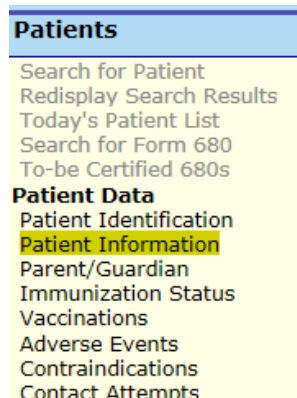 Patients
Search for Patient
Redisplay Search Results
Today's Patient List
Search for Form 680
To-be Certified 680s
Patient Data
Patient Identification
Patient Information
Parent/Guardian
Immunization Status
Vaccinations
Adverse Events
Contraindications
Contact Attempts